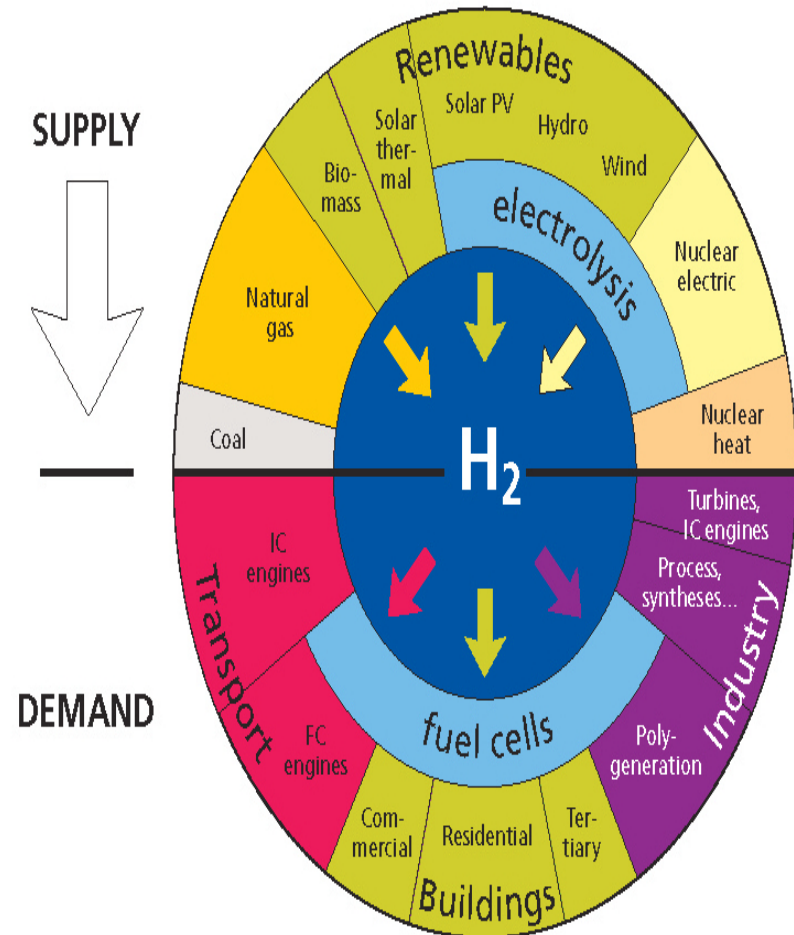 Renewables
Solar PV
Hydro
Wind
SUPPLY
Solar
ther-
mal
Bio-
mass
electrolysis
Nuclear
electric
Natural
gas
Coal
Nuclear
heat
H₂
Turbines,
IC engines
IC
engines
Process,
syntheses...
Transport
Industry
DEMAND
FC
engines
fuel cells
Poly-
generation
Com-
mercial
Residential
Ter-
tiary
Buildings